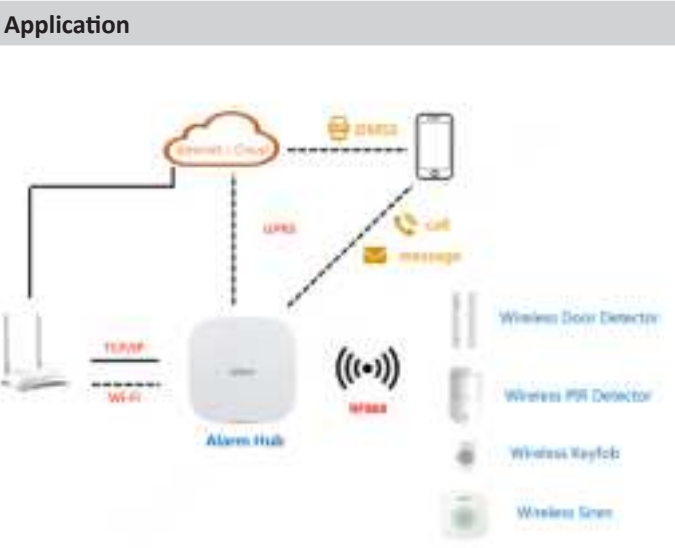 Application
DMSS
Internet / Cloud
call
GPRS
message
Wireless Door Detector
TCP/IP
Wi-Fi
Wireless PIR Detector
Alarm Hub
Wireless Keyfob
Wireless Siren